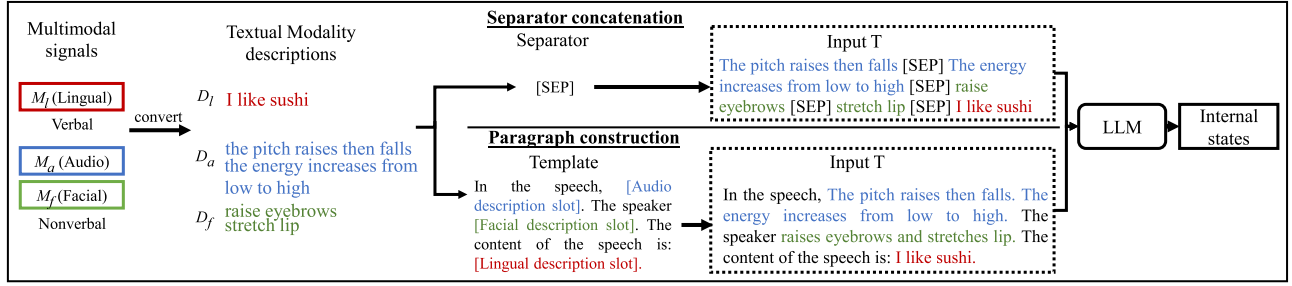 Multimodal
signals
M_l (Lingual)
Verbal
M_a (Audio)
M_f (Facial)
Nonverbal
convert
Textual Modality
descriptions
D_l I like sushi
D_a the pitch raises then falls
the energy increases from
low to high
D_f raise eyebrows
stretch lip
Separator concatenation
Separator
[SEP]
Input T
The pitch raises then falls [SEP] The energy
increases from low to high [SEP] raise
eyebrows [SEP] stretch lip [SEP] I like sushi
Paragraph construction
Template
In the speech, [Audio
description slot]. The speaker
[Facial description slot]. The
content of the speech is:
[Lingual description slot].
Input T
In the speech, The pitch raises then falls. The
energy increases from low to high. The
speaker raises eyebrows and stretches lip. The
content of the speech is: I like sushi.
LLM
Internal
states